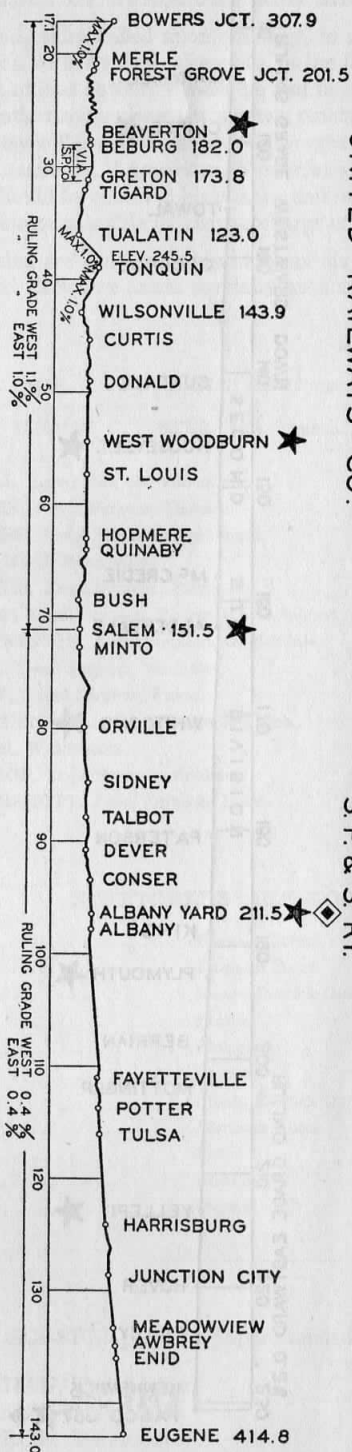 17.1
BOWERS JCT. 307.9
MAX. 1.0%
20
MERLE
FOREST GROVE JCT. 201.5
BEAVERTON
BEBURG 182.0
VIA
SPCO
30
GRETON 173.8
TIGARD
TUALATIN 123.0
MAX. 1.0%
ELEV. 245.5
TONQUIN
40
MAX. 1.0%
WILSONVILLE 143.9
CURTIS
RULING GRADE WEST 1.1%
" " EAST 1.0%
DONALD
50
WEST WOODBURN
ST. LOUIS
60
HOPMERE
QUINABY
BUSH
70
SALEM 151.5
MINTO
80
ORVILLE
SIDNEY
TALBOT
90
DEVER
CONSER
ALBANY YARD 211.5
ALBANY
100
RULING GRADE WEST 0.4%
EAST 0.4%
110
FAYETTEVILLE
POTTER
TULSA
120
HARRISBURG
JUNCTION CITY
130
MEADOWVIEW
AWBREY
ENID
143.0
EUGENE 414.8
S. P. & S. RY.